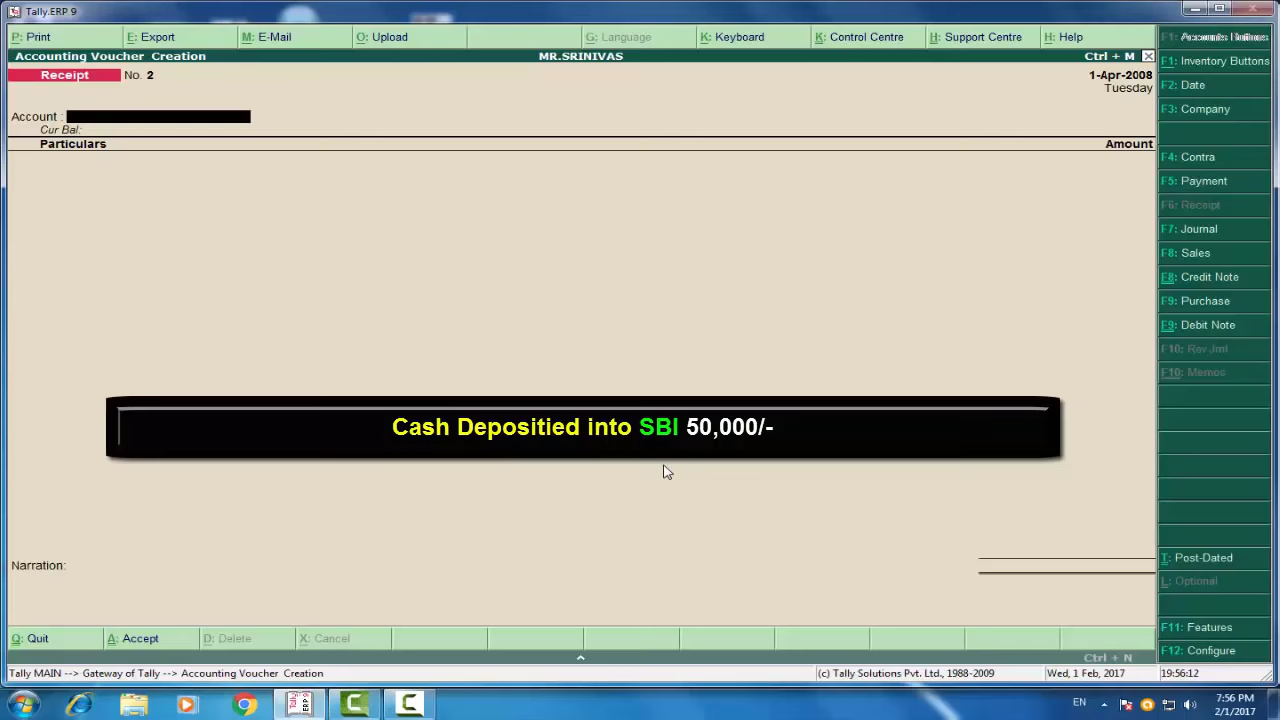 Tally.ERP 9
P: Print E: Export M: E-Mail O: Upload G: Language K: Keyboard K: Control Centre H: Support Centre H: Help
Accounting Voucher Creation MR.SRINIVAS Ctrl + M
Receipt No. 2 1-Apr-2008
Tuesday
Account :
Cur Bal:
Particulars Amount
Cash Depositied into SBI 50,000/-
Narration:
F1: Inventory Buttons
F2: Date
F3: Company
F4: Contra
F5: Payment
F6: Receipt
F7: Journal
F8: Sales
F8: Credit Note
F9: Purchase
F9: Debit Note
F10: Rev Jrnl
F10: Memos
T: Post-Dated
L: Optional
F11: Features
F12: Configure
Q: Quit A: Accept D: Delete X: Cancel
Ctrl + N
Tally MAIN --> Gateway of Tally --> Accounting Voucher Creation (c) Tally Solutions Pvt. Ltd., 1988-2009 Wed, 1 Feb, 2017 19:56:12
EN 7:56 PM
2/1/2017